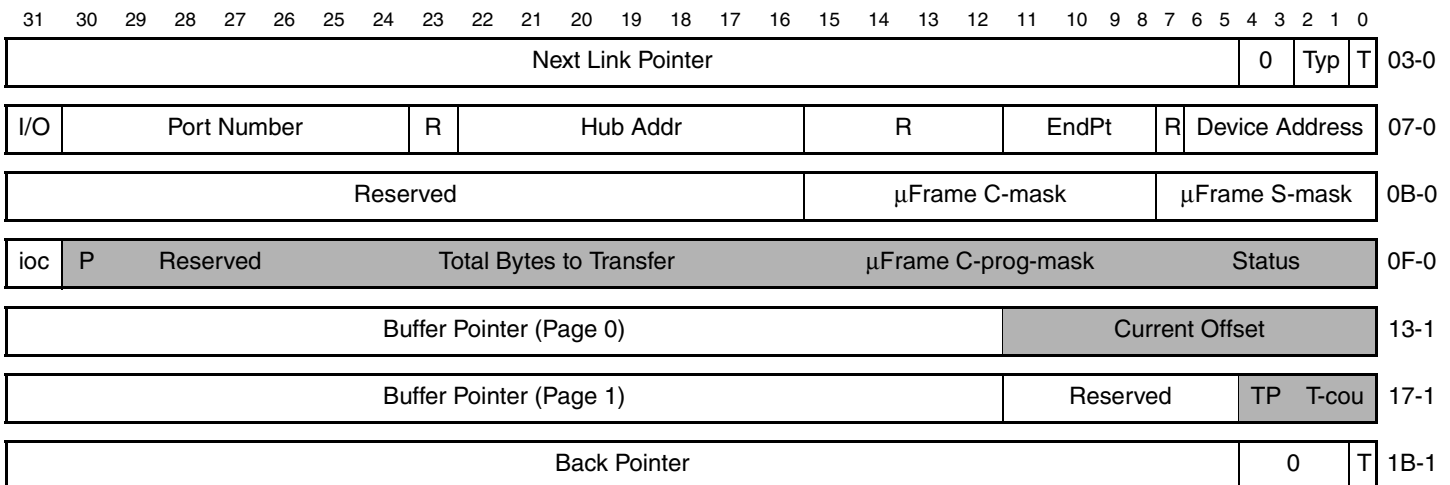 31 30 29 28 27 26 25 24 23 22 21 20 19 18 17 16 15 14 13 12 11 10 9 8 7 6 5 4 3 2 1 0
Next Link Pointer 0 Typ T 03-0
I/O Port Number R Hub Addr R EndPt R Device Address 07-0
Reserved µFrame C-mask µFrame S-mask 0B-0
ioc P Reserved Total Bytes to Transfer µFrame C-prog-mask Status 0F-0
Buffer Pointer (Page 0) Current Offset 13-1
Buffer Pointer (Page 1) Reserved TP T-cou 17-1
Back Pointer 0 T 1B-1